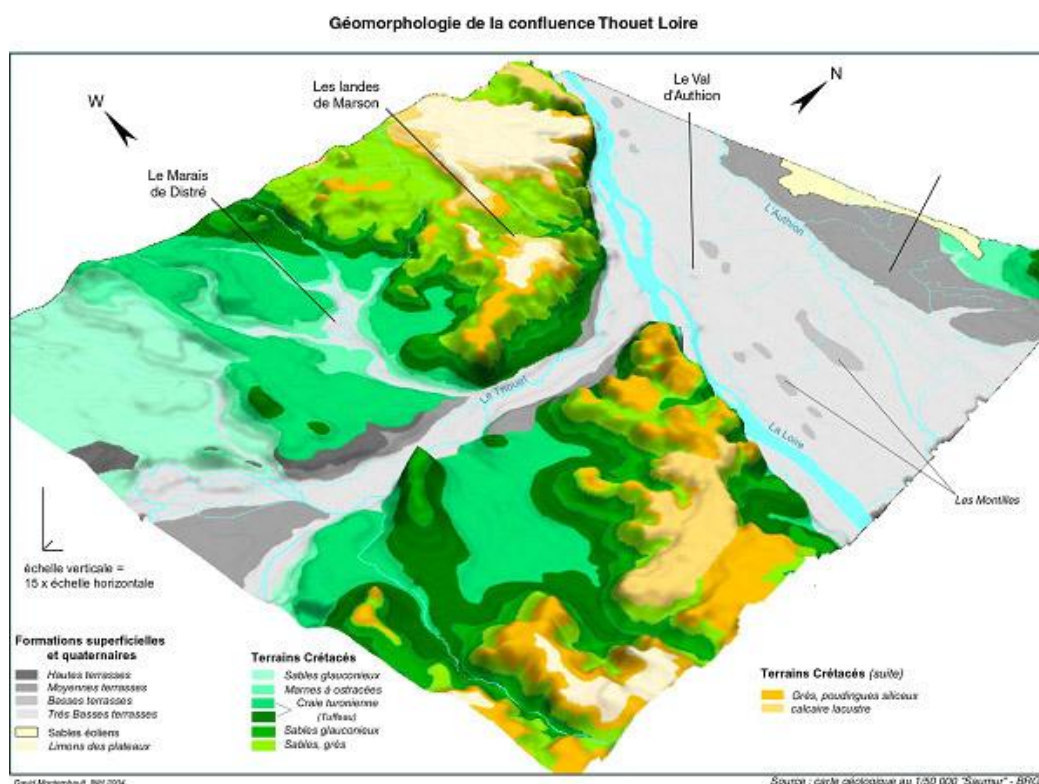 Géomorphologie de la confluence Thouet Loire
W
Les landes
de Marson
Le Val
d'Authion
N
Le Marais
de Distré
L'Authion
Le Thouet
La Loire
Les Montilles
échelle verticale =
15 x échelle horizontale
Formations superficielles
et quaternaires
Hautes terrasses
Moyennes terrasses
Basses terrasses
Très Basses terrasses
Sables éoliens
Limons des plateaux
Terrains Crétacés
Sables glauconieux
Marnes à ostracées
Craie turonienne
(Tuffeau)
Sables glauconieux
Sables, grès
Terrains Crétacés (suite)
Grès, poudingues siliceux
calcaire lacustre
David Montembault, 2004
Source : carte géologique au 1/50 000 "Saumur" - BRG